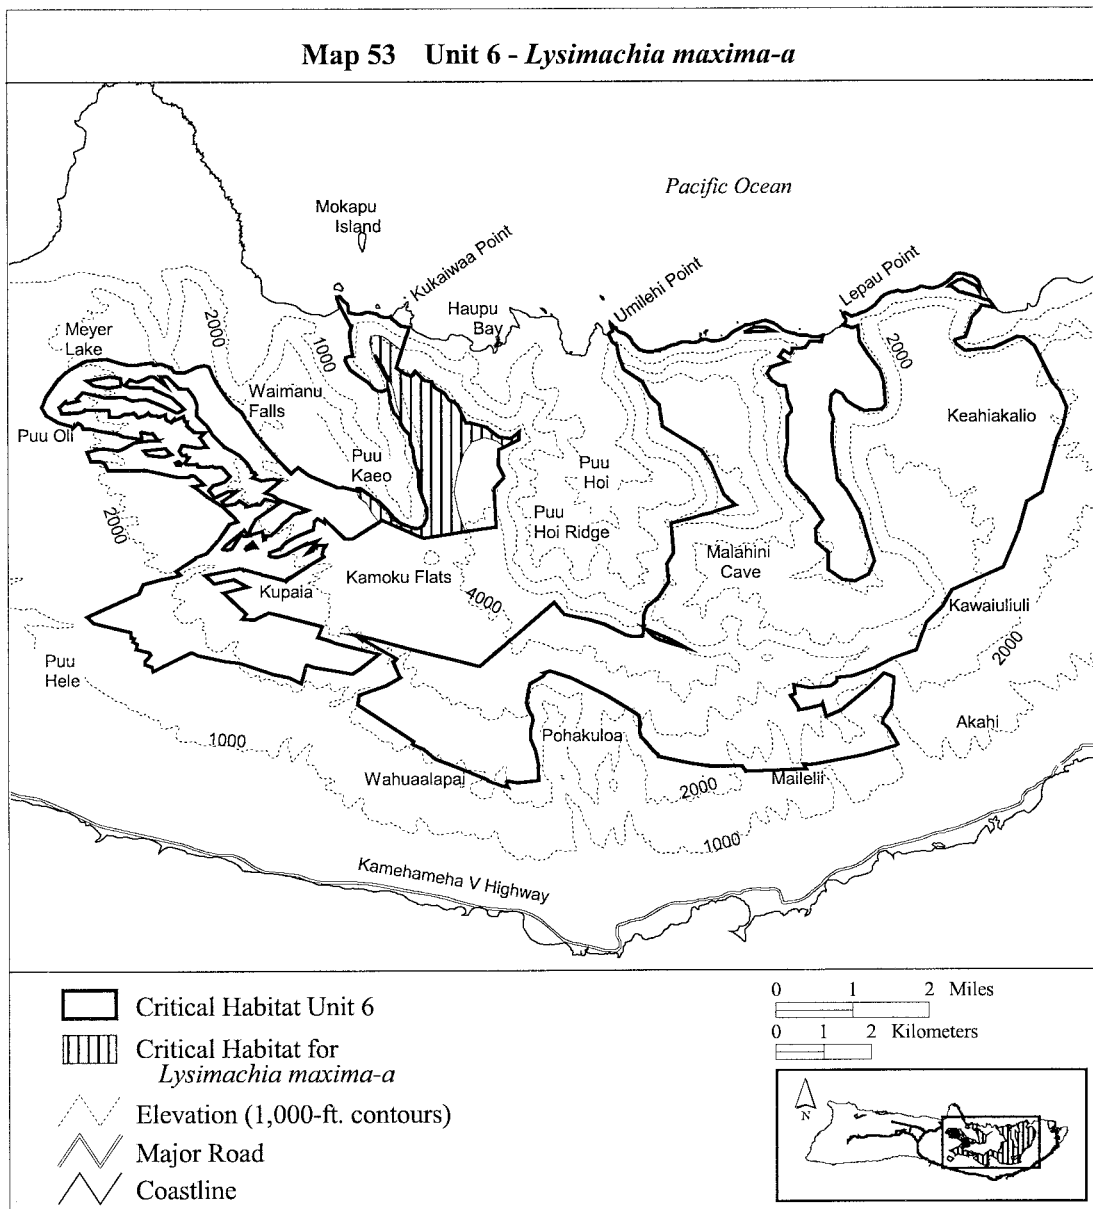 Map 53 Unit 6 - Lysimachia maxima-a
Pacific Ocean
Mokapu
Island
Kukaiwaa Point
Haupu
Bay
Umilehi Point
Lepau Point
Meyer
Lake
2000
1000
2000
Waimanu
Falls
Keahiakalio
Puu Oli
Puu
Kaeo
Puu
Hoi
Puu
Hoi Ridge
2000
Malahini
Cave
Kamoku Flats
Kupaia
4000
Kawaiuliuli
2000
Puu
Hele
1000
Pohakuloa
Akahi
Wahuaalapai
2000
Mailelii
1000
Kamehameha V Highway
Critical Habitat Unit 6
Critical Habitat for
Lysimachia maxima-a
Elevation (1,000-ft. contours)
Major Road
Coastline
0 1 2 Miles
0 1 2 Kilometers
N